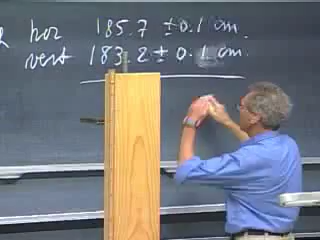 hor 185.7 ±0.1 cm.
vert 183.2 ± 0.1 cm.